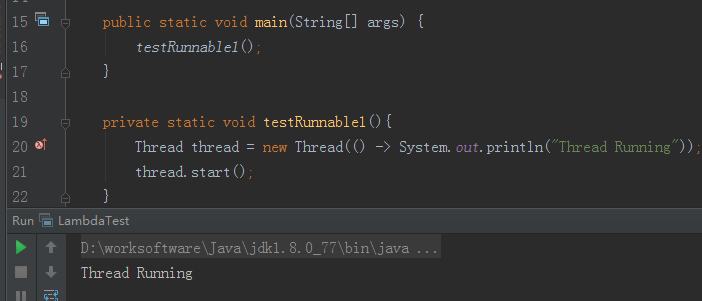 15 public static void main(String[] args) {
16 testRunnable1();
17 }
18
19 private static void testRunnable1(){
20 Thread thread = new Thread(() -> System.out.println("Thread Running"));
21 thread.start();
22 }
Run LambdaTest
D:\worksoftware\Java\jdk1.8.0_77\bin\java ...
Thread Running